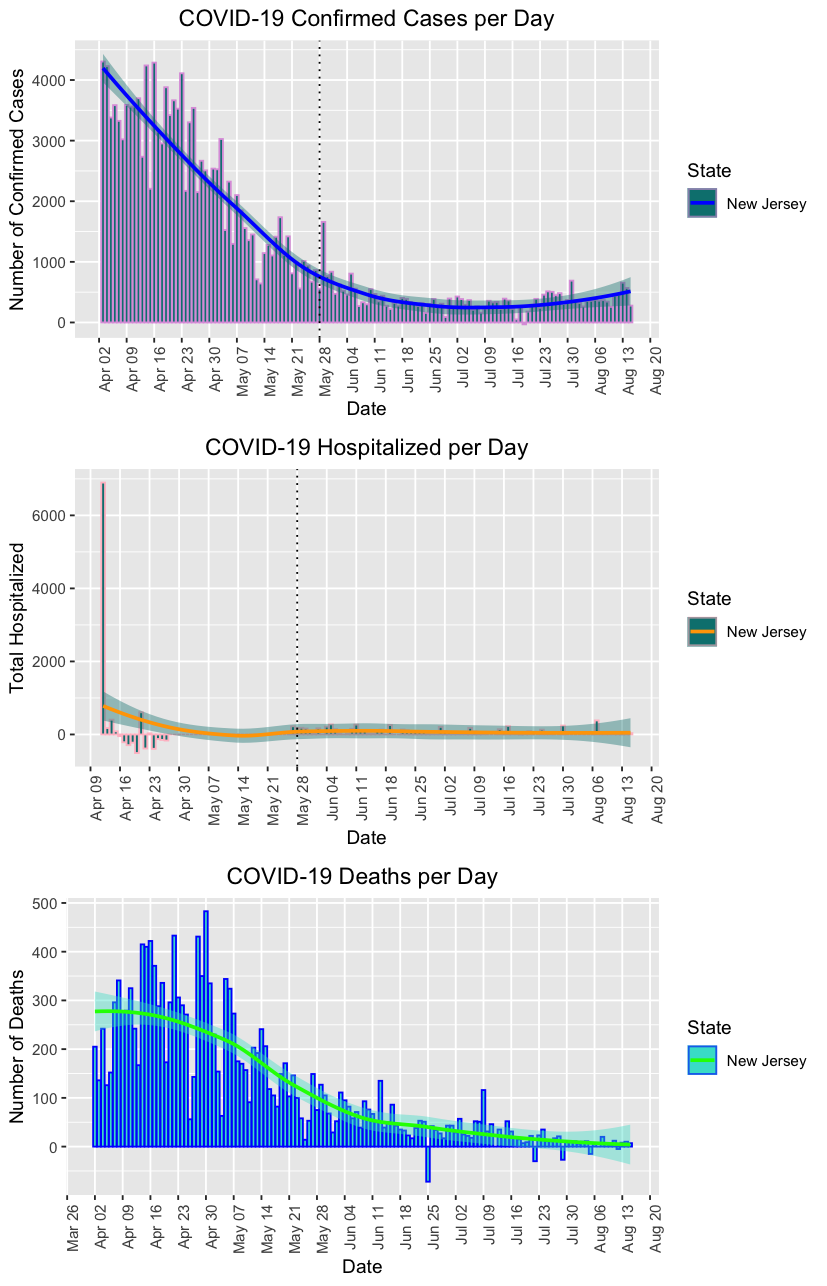 COVID-19 Confirmed Cases per Day
Number of Confirmed Cases
4000
3000
2000
1000
0
Apr 02
Apr 09
Apr 16
Apr 23
Apr 30
May 07
May 14
May 21
May 28
Jun 04
Jun 11
Jun 18
Jun 25
Jul 02
Jul 09
Jul 16
Jul 23
Jul 30
Aug 06
Aug 13
Aug 20
Date
State
New Jersey
COVID-19 Hospitalized per Day
Total Hospitalized
6000
4000
2000
0
Apr 09
Apr 16
Apr 23
Apr 30
May 07
May 14
May 21
May 28
Jun 04
Jun 11
Jun 18
Jun 25
Jul 02
Jul 09
Jul 16
Jul 23
Jul 30
Aug 06
Aug 13
Aug 20
Date
State
New Jersey
COVID-19 Deaths per Day
Number of Deaths
500
400
300
200
100
0
Mar 26
Apr 02
Apr 09
Apr 16
Apr 23
Apr 30
May 07
May 14
May 21
May 28
Jun 04
Jun 11
Jun 18
Jun 25
Jul 02
Jul 09
Jul 16
Jul 23
Jul 30
Aug 06
Aug 13
Aug 20
Date
State
New Jersey